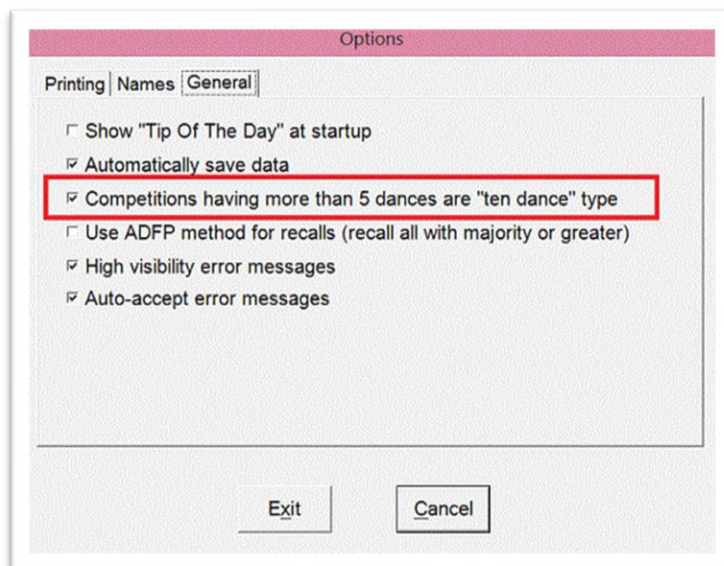 Options
Printing Names General
Show "Tip Of The Day" at startup
Automatically save data
Competitions having more than 5 dances are "ten dance" type
Use ADFP method for recalls (recall all with majority or greater)
High visibility error messages
Auto-accept error messages
Exit Cancel